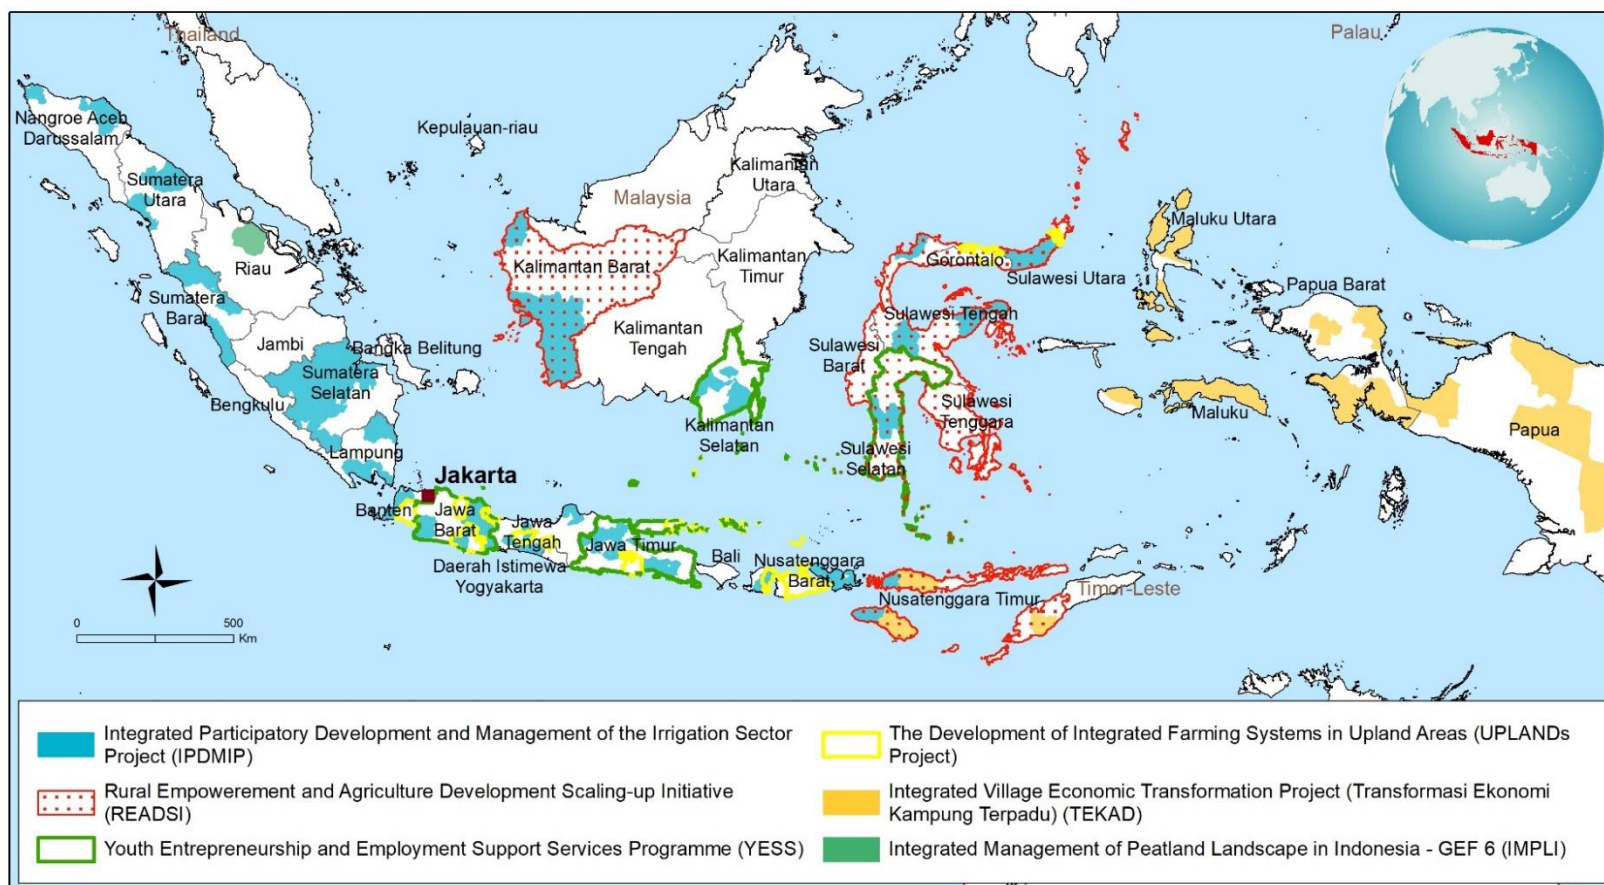 Thailand
Palau
Nangroe Aceh
Darussalam
Kepulauan-riau
Sumatera
Utara
Kalimantan
Utara
Malaysia
Maluku Utara
Riau
Kalimantan Barat
Kalimantan
Timur
Gorontalo
Sulawesi Utara
Papua Barat
Sumatera
Barat
Jambi
Bangka Belitung
Kalimantan
Tengah
Sulawesi Tengah
Sulawesi
Barat
Sumatera
Selatan
Bengkulu
Sulawesi
Tenggara
Maluku
Papua
Kalimantan
Selatan
Lampung
Sulawesi
Selatan
Jakarta
Banten
Jawa
Barat
Jawa
Tengah
Jawa Timur
Bali
Nusatenggara
Barat
Daerah Istimewa
Yogyakarta
Nusatenggara Timur
Timor-Leste
0 500
Km
Integrated Participatory Development and Management of the Irrigation Sector
Project (IPDMIP)
Rural Empowerement and Agriculture Development Scaling-up Initiative
(READSI)
Youth Entrepreneurship and Employment Support Services Programme (YESS)
The Development of Integrated Farming Systems in Upland Areas (UPLANDs
Project)
Integrated Village Economic Transformation Project (Transformasi Ekonomi
Kampung Terpadu) (TEKAD)
Integrated Management of Peatland Landscape in Indonesia - GEF 6 (IMPLI)